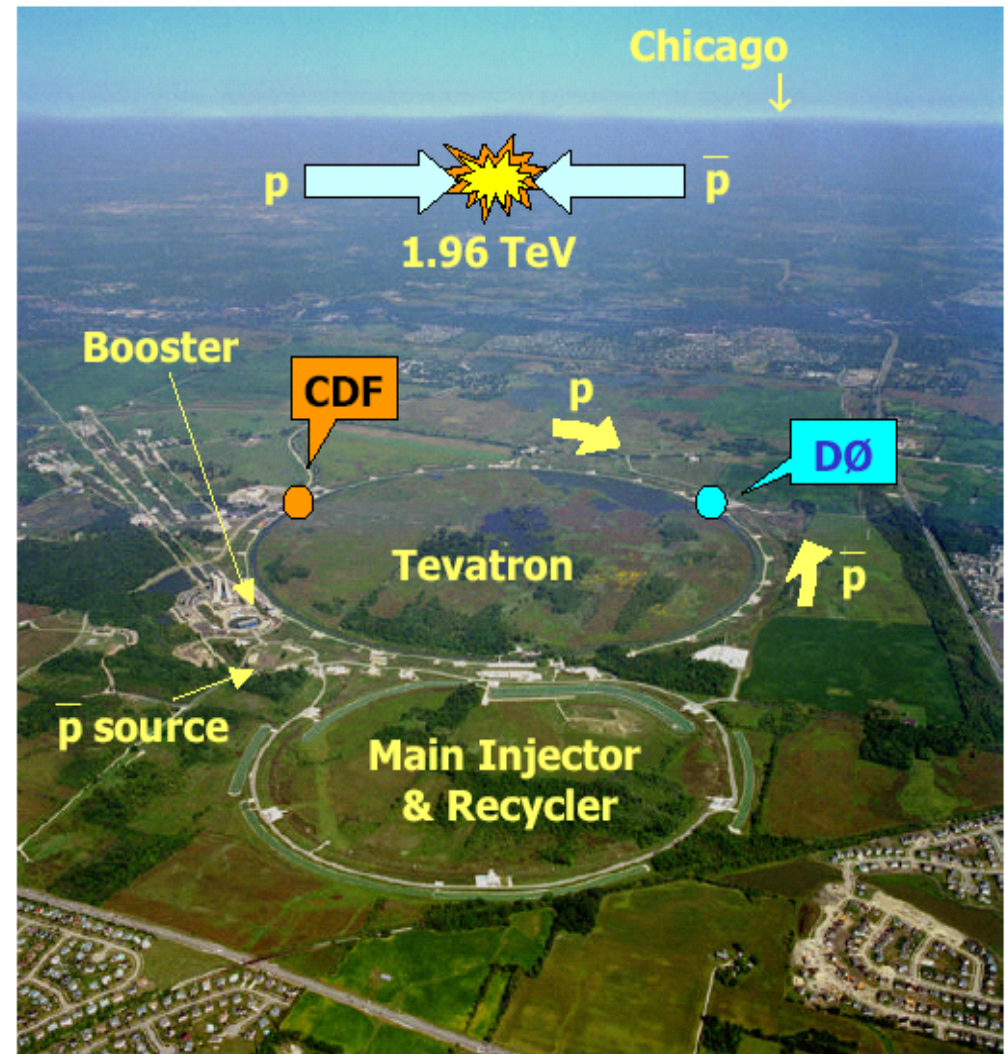 Chicago
↓
p
p̅
1.96 TeV
Booster
CDF
p
DØ
Tevatron
p̅
p̅ source
Main Injector
& Recycler